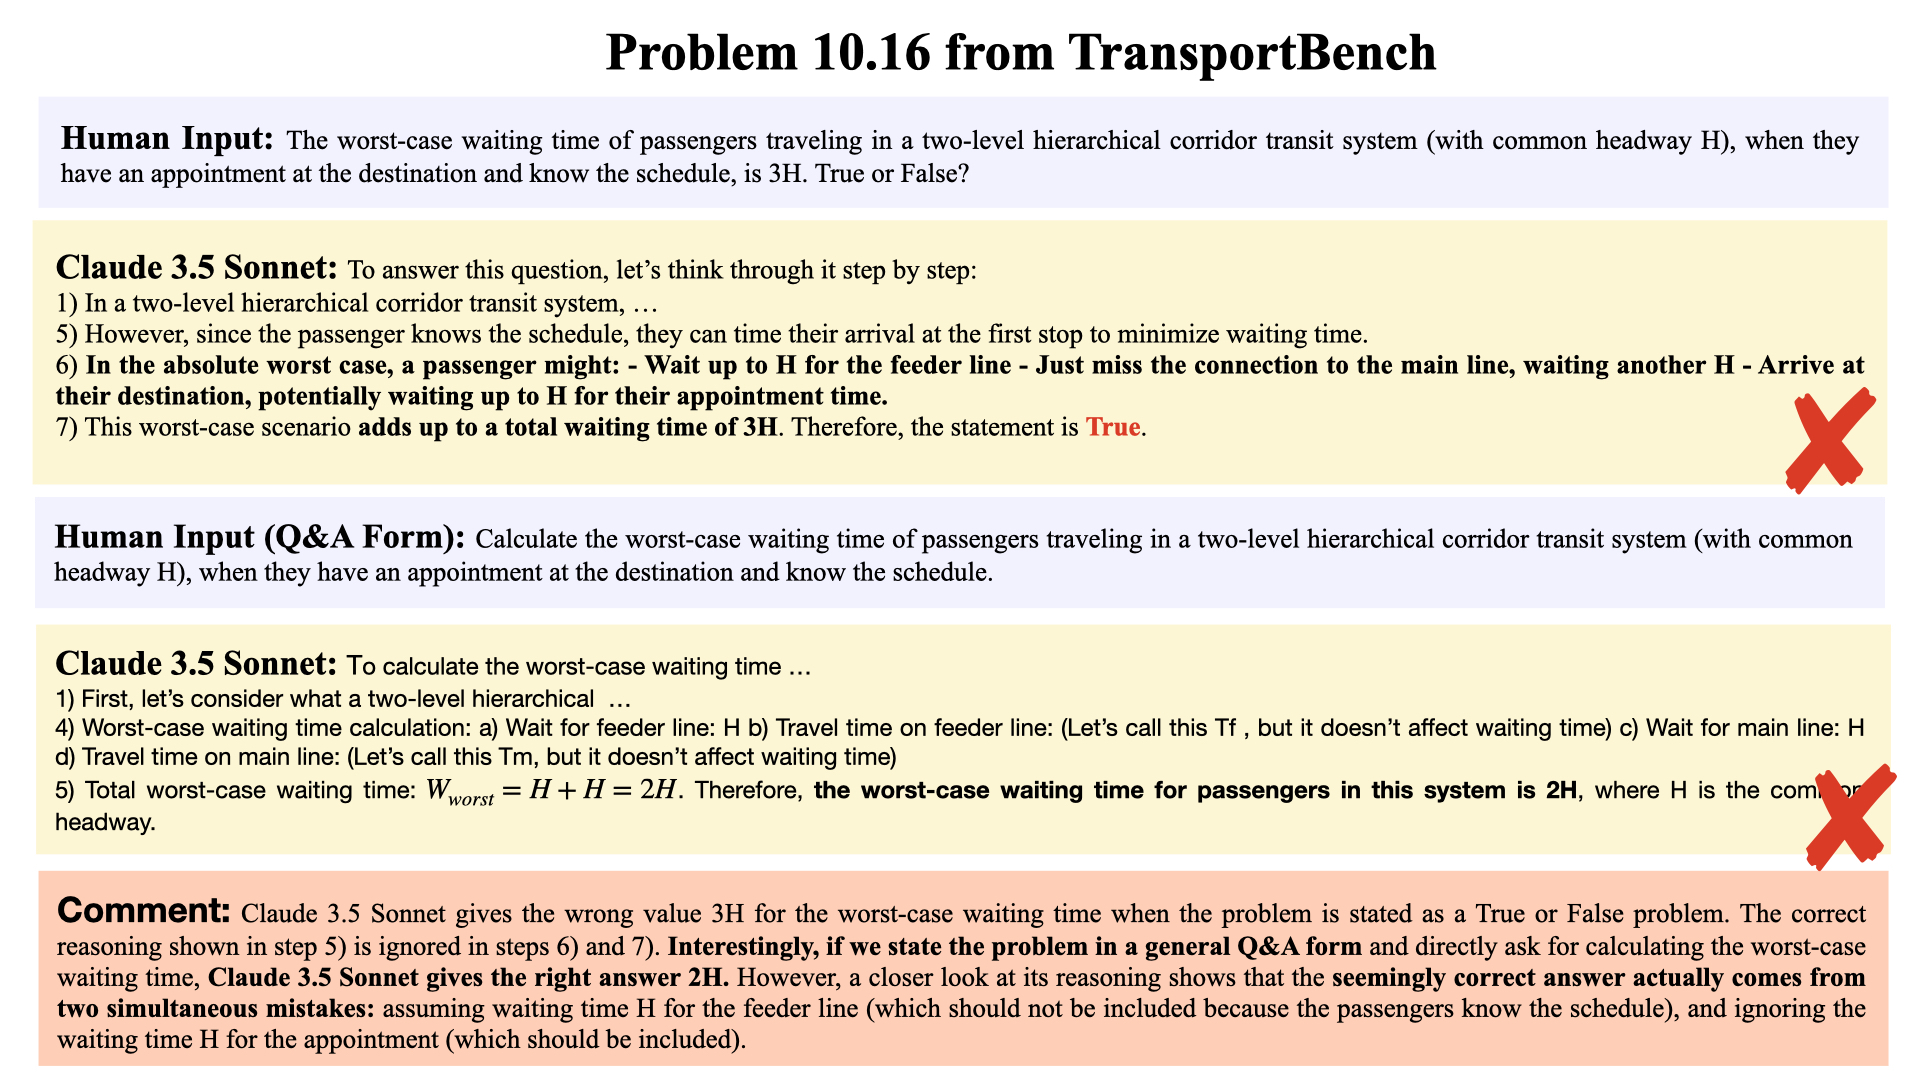 Problem 10.16 from TransportBench
Human Input: The worst-case waiting time of passengers traveling in a two-level hierarchical corridor transit system (with common headway H), when they
have an appointment at the destination and know the schedule, is 3H. True or False?
Claude 3.5 Sonnet: To answer this question, let's think through it step by step:
1) In a two-level hierarchical corridor transit system, …
5) However, since the passenger knows the schedule, they can time their arrival at the first stop to minimize waiting time.
6) In the absolute worst case, a passenger might: - Wait up to H for the feeder line - Just miss the connection to the main line, waiting another H - Arrive at
their destination, potentially waiting up to H for their appointment time.
7) This worst-case scenario adds up to a total waiting time of 3H. Therefore, the statement is True.
Human Input (Q&A Form): Calculate the worst-case waiting time of passengers traveling in a two-level hierarchical corridor transit system (with common
headway H), when they have an appointment at the destination and know the schedule.
Claude 3.5 Sonnet: To calculate the worst-case waiting time …
1) First, let's consider what a two-level hierarchical …
4) Worst-case waiting time calculation: a) Wait for feeder line: H b) Travel time on feeder line: (Let's call this Tf , but it doesn't affect waiting time) c) Wait for main line: H
d) Travel time on main line: (Let's call this Tm, but it doesn't affect waiting time)
5) Total worst-case waiting time: W_worst = H + H = 2H. Therefore, the worst-case waiting time for passengers in this system is 2H, where H is the common
headway.
Comment: Claude 3.5 Sonnet gives the wrong value 3H for the worst-case waiting time when the problem is stated as a True or False problem. The correct
reasoning shown in step 5) is ignored in steps 6) and 7). Interestingly, if we state the problem in a general Q&A form and directly ask for calculating the worst-case
waiting time, Claude 3.5 Sonnet gives the right answer 2H. However, a closer look at its reasoning shows that the seemingly correct answer actually comes from
two simultaneous mistakes: assuming waiting time H for the feeder line (which should not be included because the passengers know the schedule), and ignoring the
waiting time H for the appointment (which should be included).